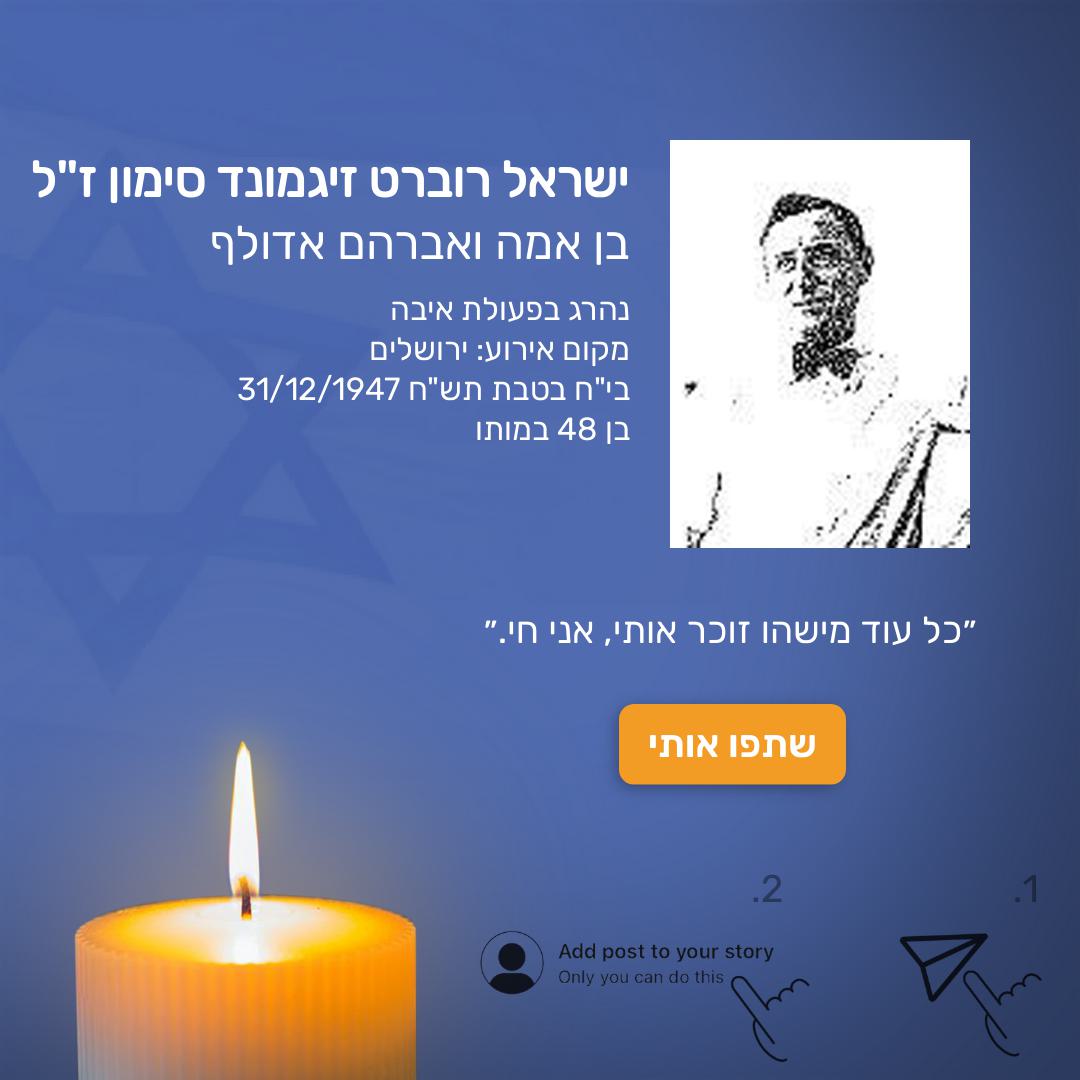 ישראל רוברט זיגמונד סימון ז"ל
בן אמה ואברהם אדולף
נהרג בפעולת איבה
מקום אירוע: ירושלים
בי"ח בטבת תש"ח 31/12/1947
בן 48 במותו
״כל עוד מישהו זוכר אותי, אני חי.״
שתפו אותי
1.
2.
Add post to your story
Only you can do this